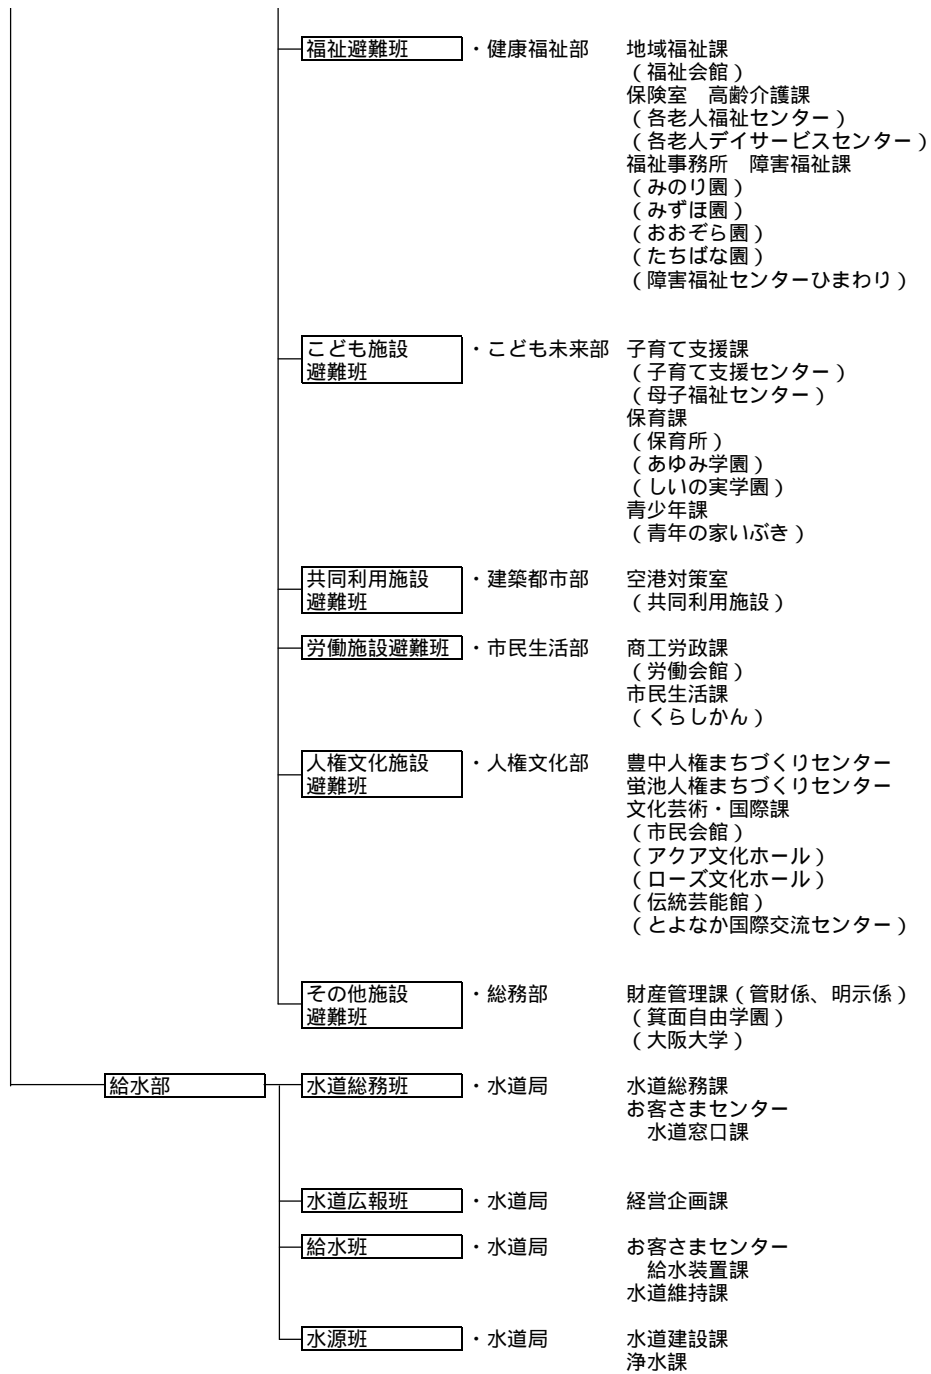 福祉避難班 ・健康福祉部 地域福祉課
（福祉会館）
保険室 高齢介護課
（各老人福祉センター）
（各老人デイサービスセンター）
福祉事務所 障害福祉課
（みのり園）
（みずほ園）
（おおぞら園）
（たちばな園）
（障害福祉センターひまわり）
こども施設 ・こども未来部 子育て支援課
避難班 （子育て支援センター）
（母子福祉センター）
保育課
（保育所）
（あゆみ学園）
（しいの実学園）
青少年課
（青年の家いぶき）
共同利用施設 ・建築都市部 空港対策室
避難班 （共同利用施設）
労働施設避難班 ・市民生活部 商工労政課
（労働会館）
市民生活課
（くらしかん）
人権文化施設 ・人権文化部 豊中人権まちづくりセンター
避難班 蛍池人権まちづくりセンター
文化芸術・国際課
（市民会館）
（アクア文化ホール）
（ローズ文化ホール）
（伝統芸能館）
（とよなか国際交流センター）
その他施設 ・総務部 財産管理課（管財係、明示係）
避難班 （箕面自由学園）
（大阪大学）
給水部 水道総務班 ・水道局 水道総務課
お客さまセンター
水道窓口課
水道広報班 ・水道局 経営企画課
給水班 ・水道局 お客さまセンター
給水装置課
水道維持課
水源班 ・水道局 水道建設課
浄水課